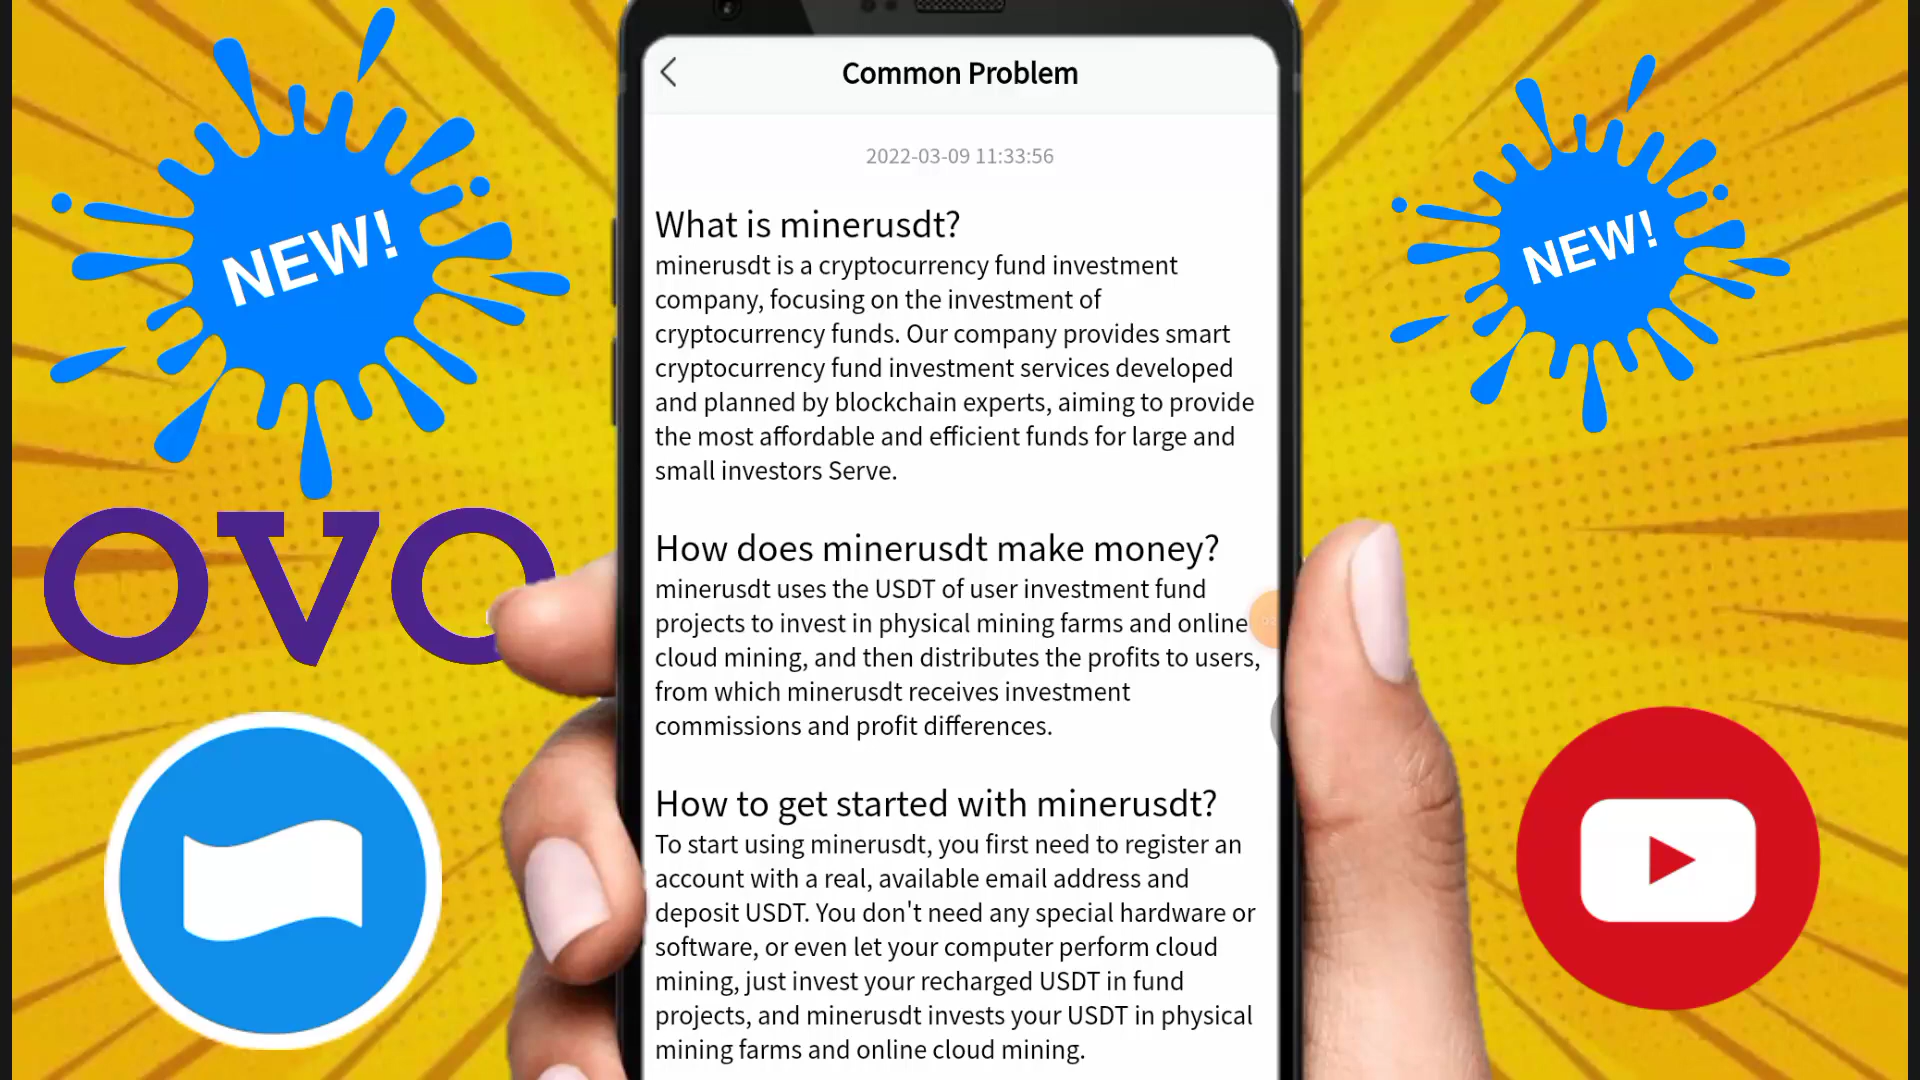 Common Problem
2022-03-09 11:33:56
What is minerusdt?
minerusdt is a cryptocurrency fund investment
company, focusing on the investment of
cryptocurrency funds. Our company provides smart
cryptocurrency fund investment services developed
and planned by blockchain experts, aiming to provide
the most affordable and efficient funds for large and
small investors Serve.
How does minerusdt make money?
minerusdt uses the USDT of user investment fund
projects to invest in physical mining farms and online
cloud mining, and then distributes the profits to users,
from which minerusdt receives investment
commissions and profit differences.
How to get started with minerusdt?
To start using minerusdt, you first need to register an
account with a real, available email address and
deposit USDT. You don't need any special hardware or
software, or even let your computer perform cloud
mining, just invest your recharged USDT in fund
projects, and minerusdt invests your USDT in physical
mining farms and online cloud mining.
NEW!
OVO
NEW!